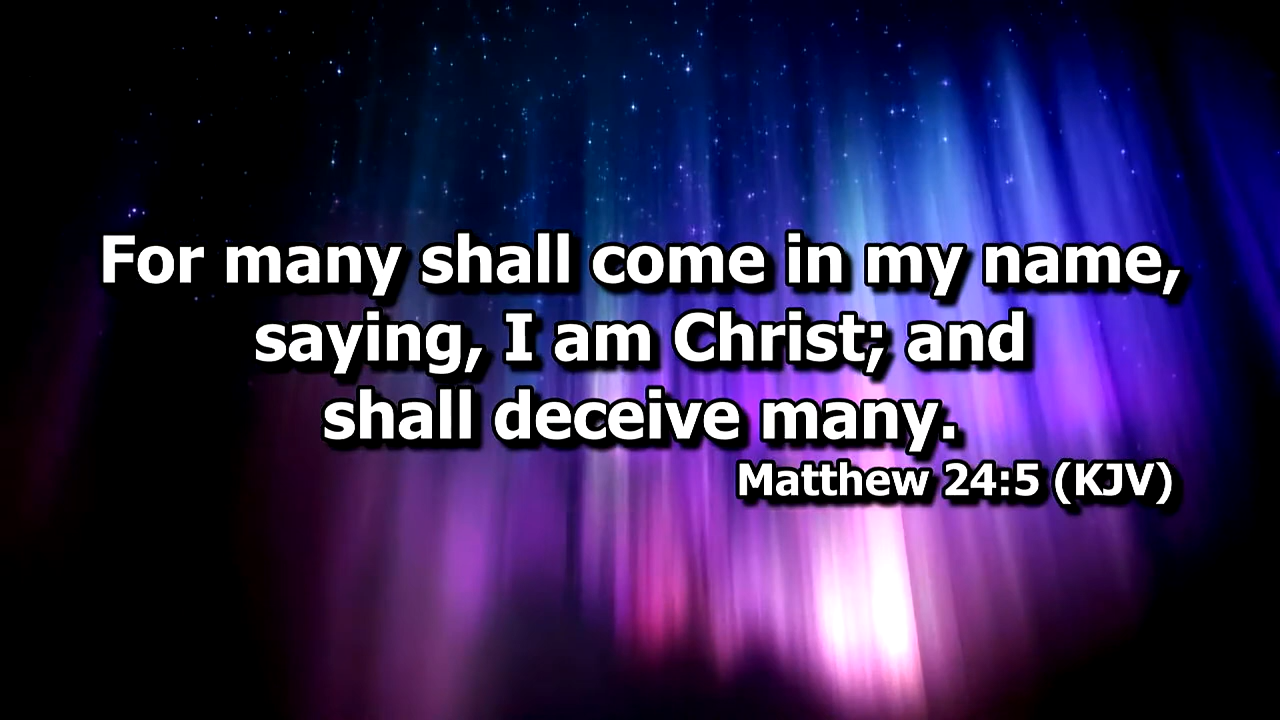 For many shall come in my name,
saying, I am Christ; and
shall deceive many.
Matthew 24:5 (KJV)